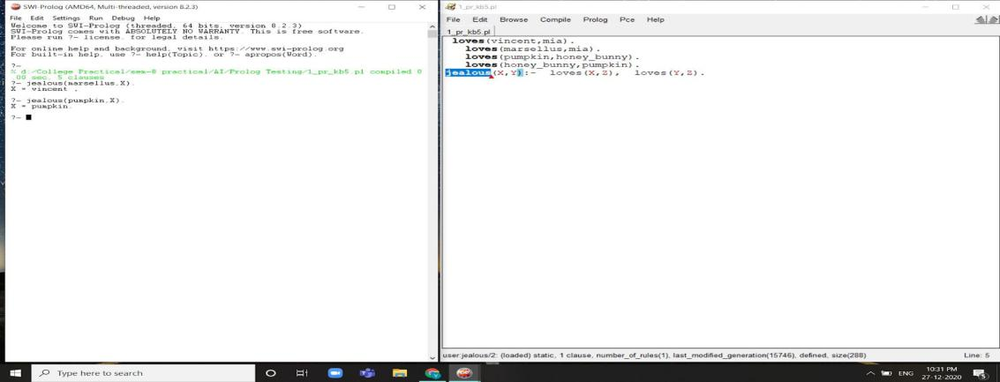 SWI-Prolog (AMD64, Multi-threaded, version 8.2.3)
File Edit Settings Run Debug Help
Welcome to SWI-Prolog (threaded, 64 bits, version 8.2.3)
SWI-Prolog comes with ABSOLUTELY NO WARRANTY. This is free software.
Please run ?- license. for legal details.
For online help and background, visit https://www.swi-prolog.org
For built-in help, use ?- help(Topic). or ?- apropos(Word).
?-
% d:/College Practical/sem-8 practical/AI/Prolog Testing/1_pr_kb5.pl compiled 0
.00 sec, 5 clauses
?- jealous(marsellus,X).
X = vincent .
?- jealous(pumpkin,X).
X = pumpkin.
?-
1_pr_kb5.pl
File Edit Browse Compile Prolog Pce Help
1_pr_kb5.pl
loves(vincent,mia).
loves(marsellus,mia).
loves(pumpkin,honey_bunny).
loves(honey_bunny,pumpkin).
jealous(X,Y):- loves(X,Z), loves(Y,Z).
user:jealous/2: (loaded) static, 1 clause, number_of_rules(1), last_modified_generation(15746), defined, size(288)
Line: 5
Type here to search
ENG
10:31 PM
27-12-2020
5